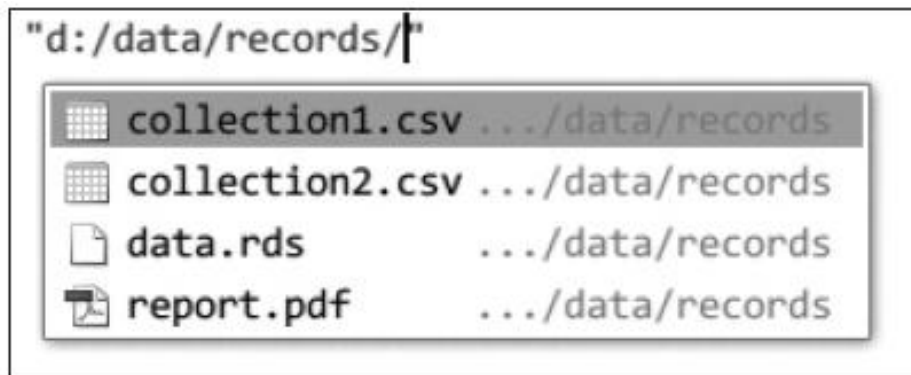 "d:/data/records/"
collection1.csv .../data/records
collection2.csv .../data/records
data.rds .../data/records
report.pdf .../data/records